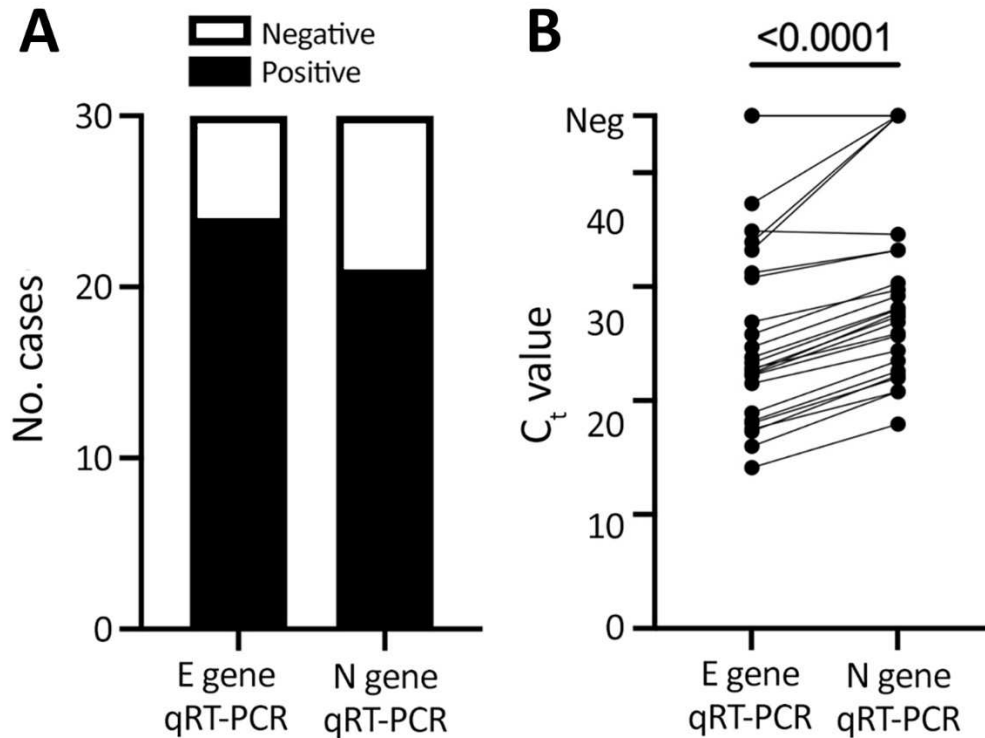 A
Negative
Positive
30
20
10
0
No. cases
E gene
qRT-PCR
N gene
qRT-PCR
B
<0.0001
Neg
40
30
20
10
0
Ct value
E gene
qRT-PCR
N gene
qRT-PCR